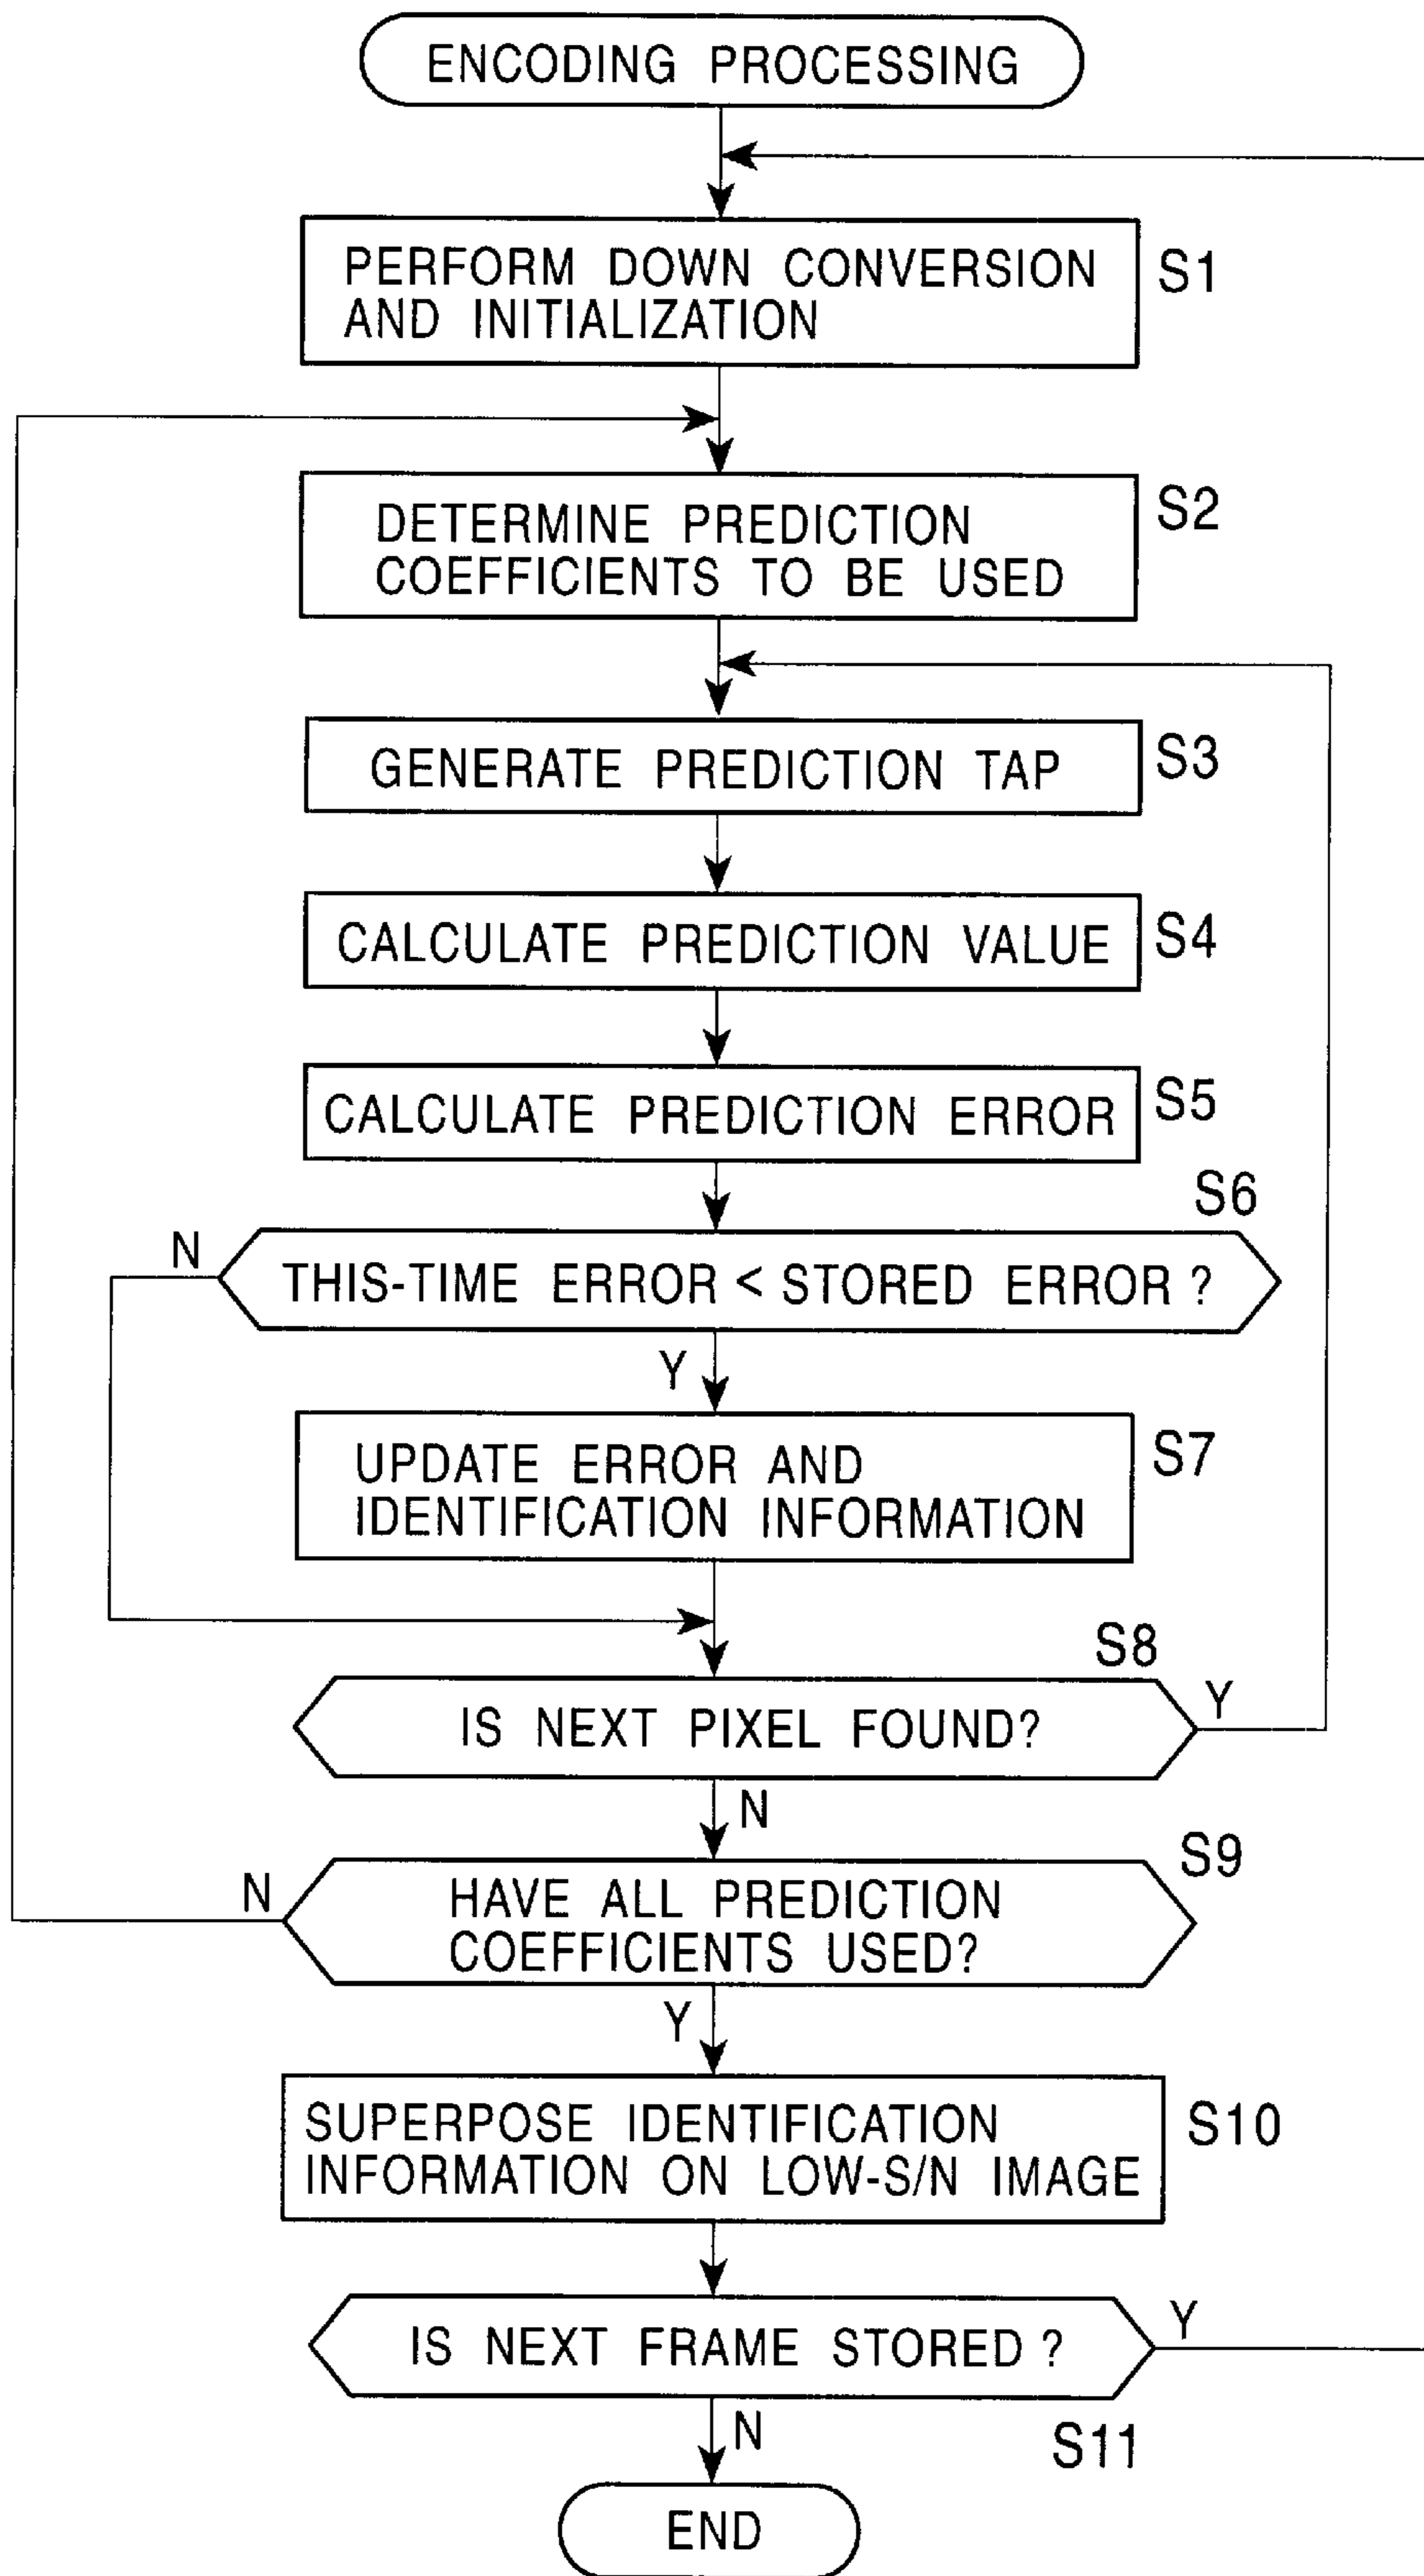 ENCODING PROCESSING
PERFORM DOWN CONVERSION
AND INITIALIZATION
S1
DETERMINE PREDICTION
COEFFICIENTS TO BE USED
S2
GENERATE PREDICTION TAP
S3
CALCULATE PREDICTION VALUE
S4
CALCULATE PREDICTION ERROR
S5
S6
N
THIS-TIME ERROR < STORED ERROR ?
Y
UPDATE ERROR AND
IDENTIFICATION INFORMATION
S7
S8
IS NEXT PIXEL FOUND?
Y
N
S9
N
HAVE ALL PREDICTION
COEFFICIENTS USED?
Y
SUPERPOSE IDENTIFICATION
INFORMATION ON LOW-S/N IMAGE
S10
IS NEXT FRAME STORED ?
Y
N
S11
END